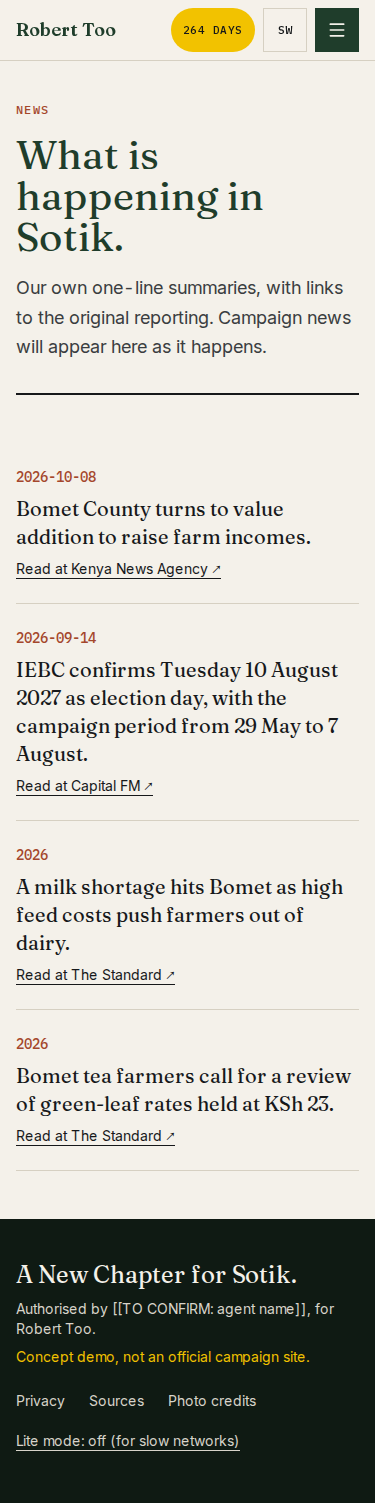 Robert Too
264 DAYS
SW
NEWS
What is
happening in
Sotik.
Our own one-line summaries, with links
to the original reporting. Campaign news
will appear here as it happens.
2026-10-08
Bomet County turns to value
addition to raise farm incomes.
Read at Kenya News Agency ↗
2026-09-14
IEBC confirms Tuesday 10 August
2027 as election day, with the
campaign period from 29 May to 7
August.
Read at Capital FM ↗
2026
A milk shortage hits Bomet as high
feed costs push farmers out of
dairy.
Read at The Standard ↗
2026
Bomet tea farmers call for a review
of green-leaf rates held at KSh 23.
Read at The Standard ↗
A New Chapter for Sotik.
Authorised by [[TO CONFIRM: agent name]], for
Robert Too.
Concept demo, not an official campaign site.
Privacy Sources Photo credits
Lite mode: off (for slow networks)